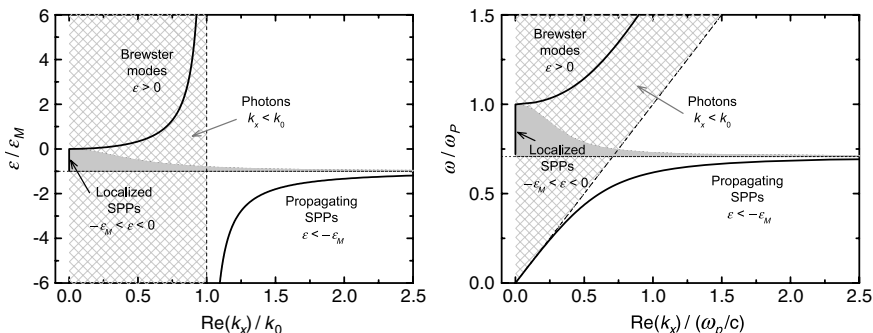 6
4
2
0
-2
-4
-6
ε / ε_M
Brewster
modes
ε > 0
Photons
k_x < k_0
Localized
SPPs
−ε_M < ε < 0
Propagating
SPPs
ε < −ε_M
0.0
0.5
1.0
1.5
2.0
2.5
Re(k_x) / k_0
1.5
1.0
0.5
0.0
ω / ω_P
Brewster
modes
ε > 0
Photons
k_x < k_0
Localized
SPPs
−ε_M < ε < 0
Propagating
SPPs
ε < −ε_M
0.0
0.5
1.0
1.5
2.0
2.5
Re(k_x) / (ω_p/c)